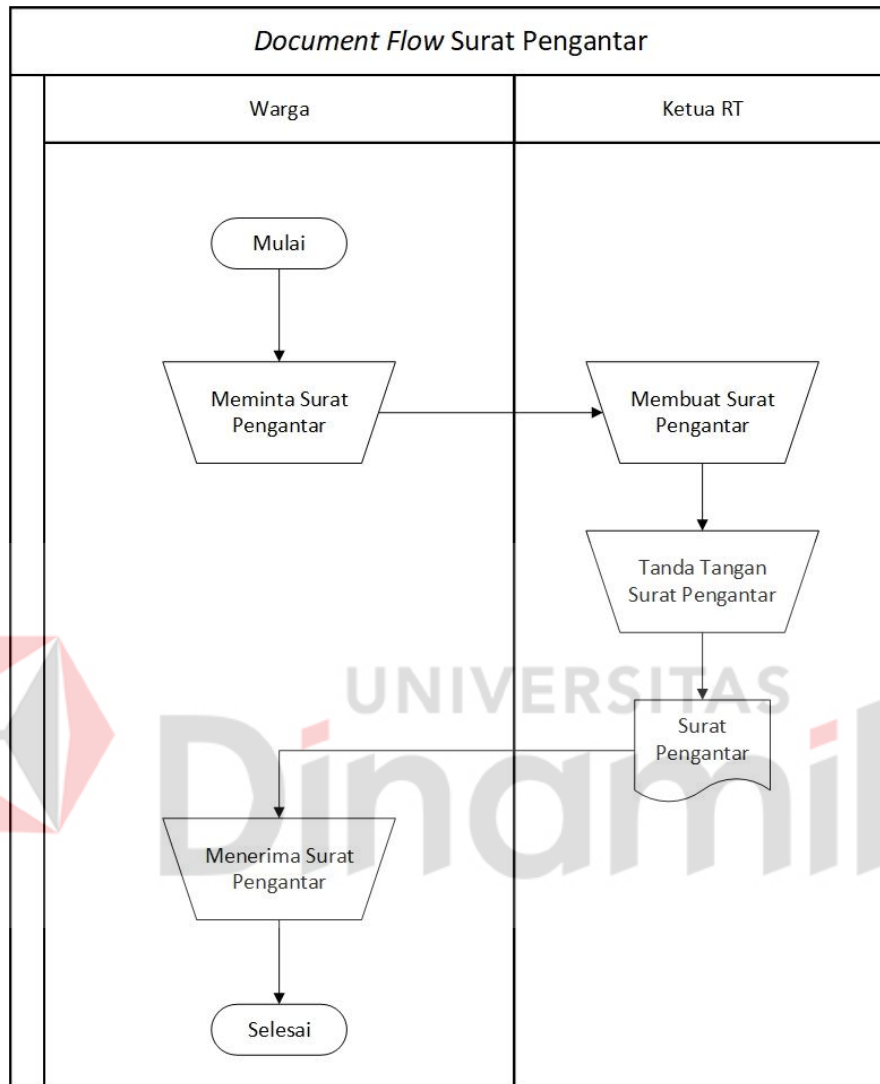 Document Flow Surat Pengantar
Warga
Ketua RT
Mulai
Meminta Surat
Pengantar
Membuat Surat
Pengantar
Tanda Tangan
Surat Pengantar
Surat
Pengantar
Menerima Surat
Pengantar
Selesai
UNIVERSITAS
Dinamik